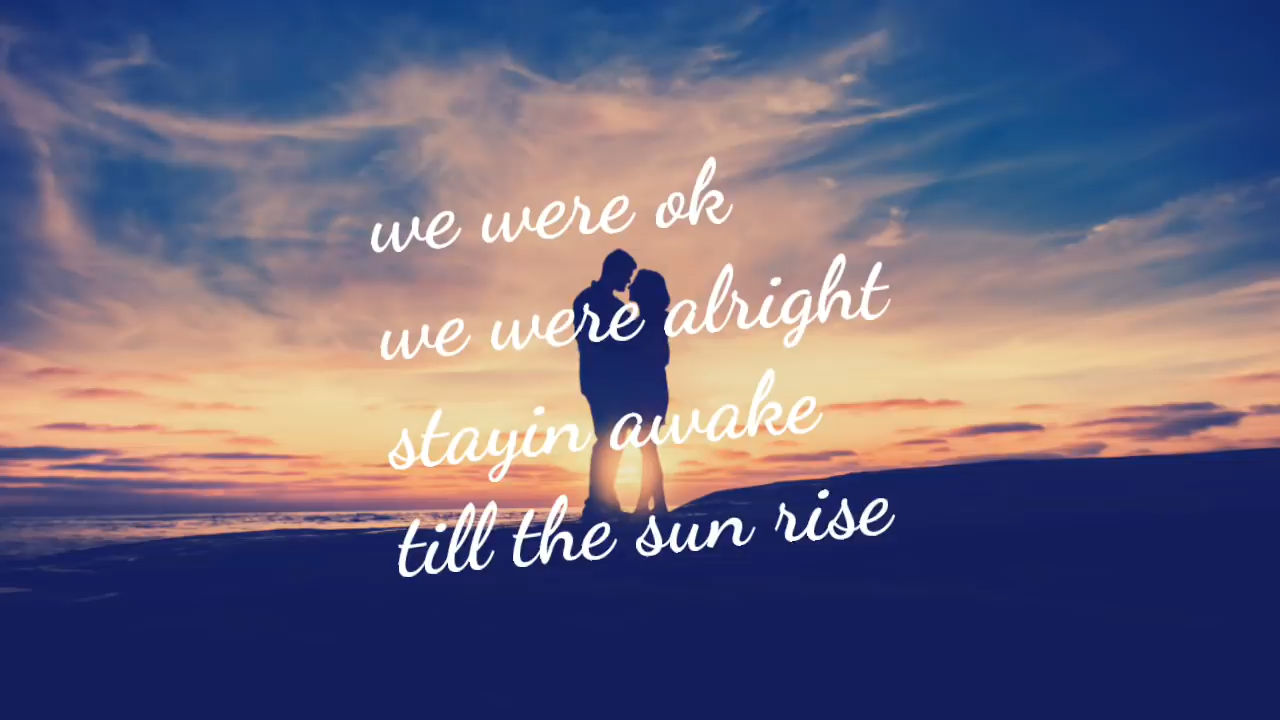 we were ok
we were alright
stayin awake
till the sun rise